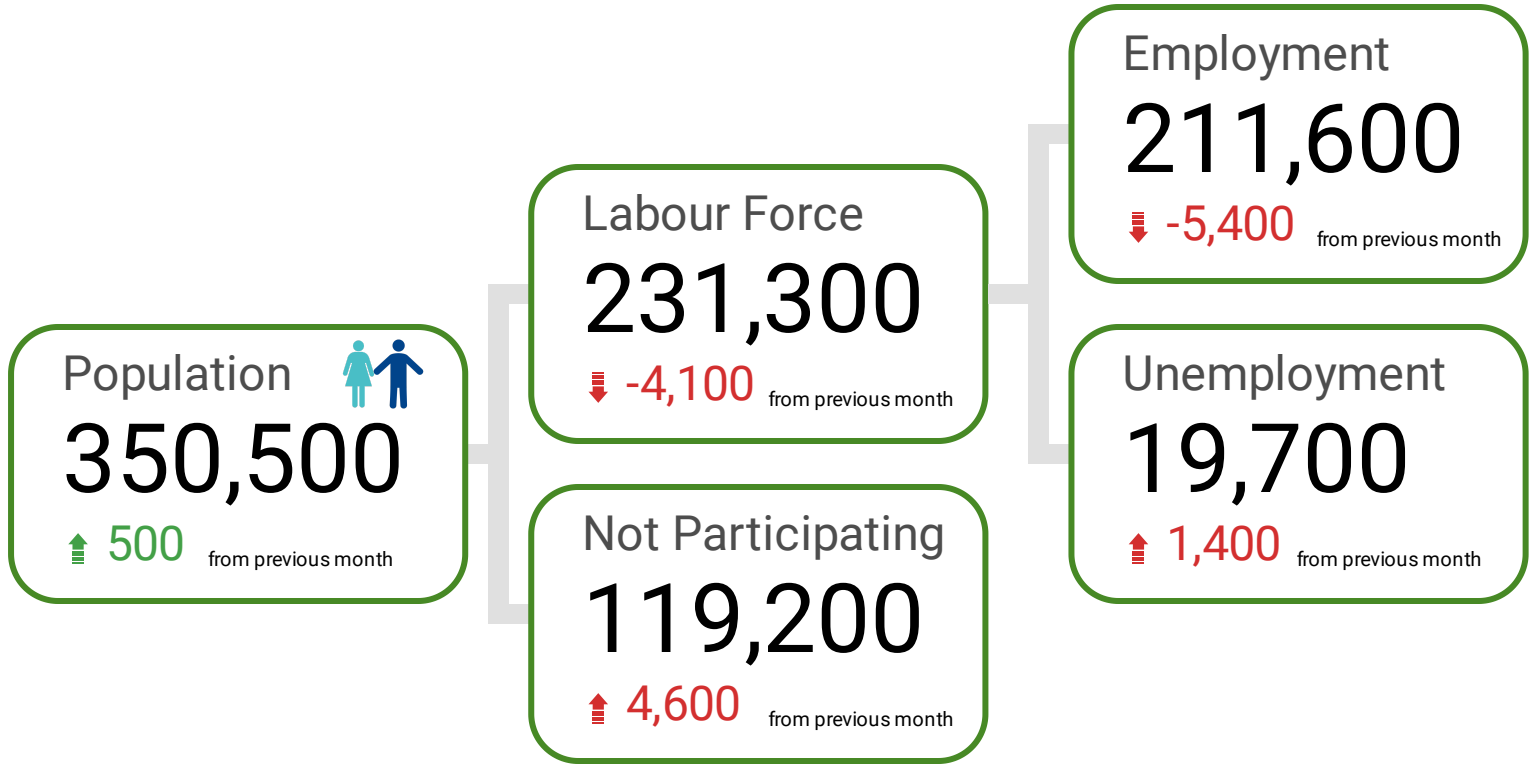 Population
350,500
500 from previous month
Labour Force
231,300
-4,100 from previous month
Not Participating
119,200
4,600 from previous month
Employment
211,600
-5,400 from previous month
Unemployment
19,700
1,400 from previous month